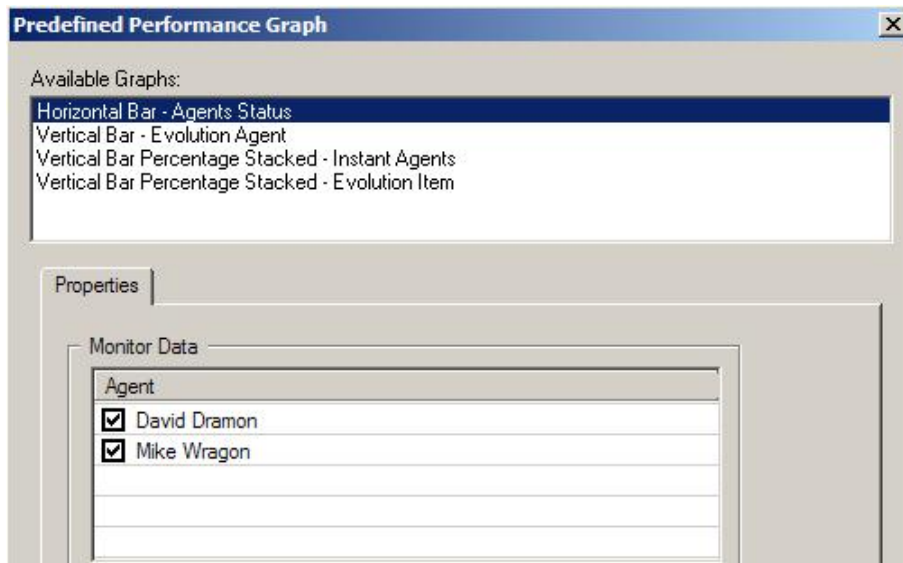 Predefined Performance Graph
Available Graphs:
Horizontal Bar - Agents Status
Vertical Bar - Evolution Agent
Vertical Bar Percentage Stacked - Instant Agents
Vertical Bar Percentage Stacked - Evolution Item
Properties
Monitor Data
Agent
David Dramon
Mike Wragon